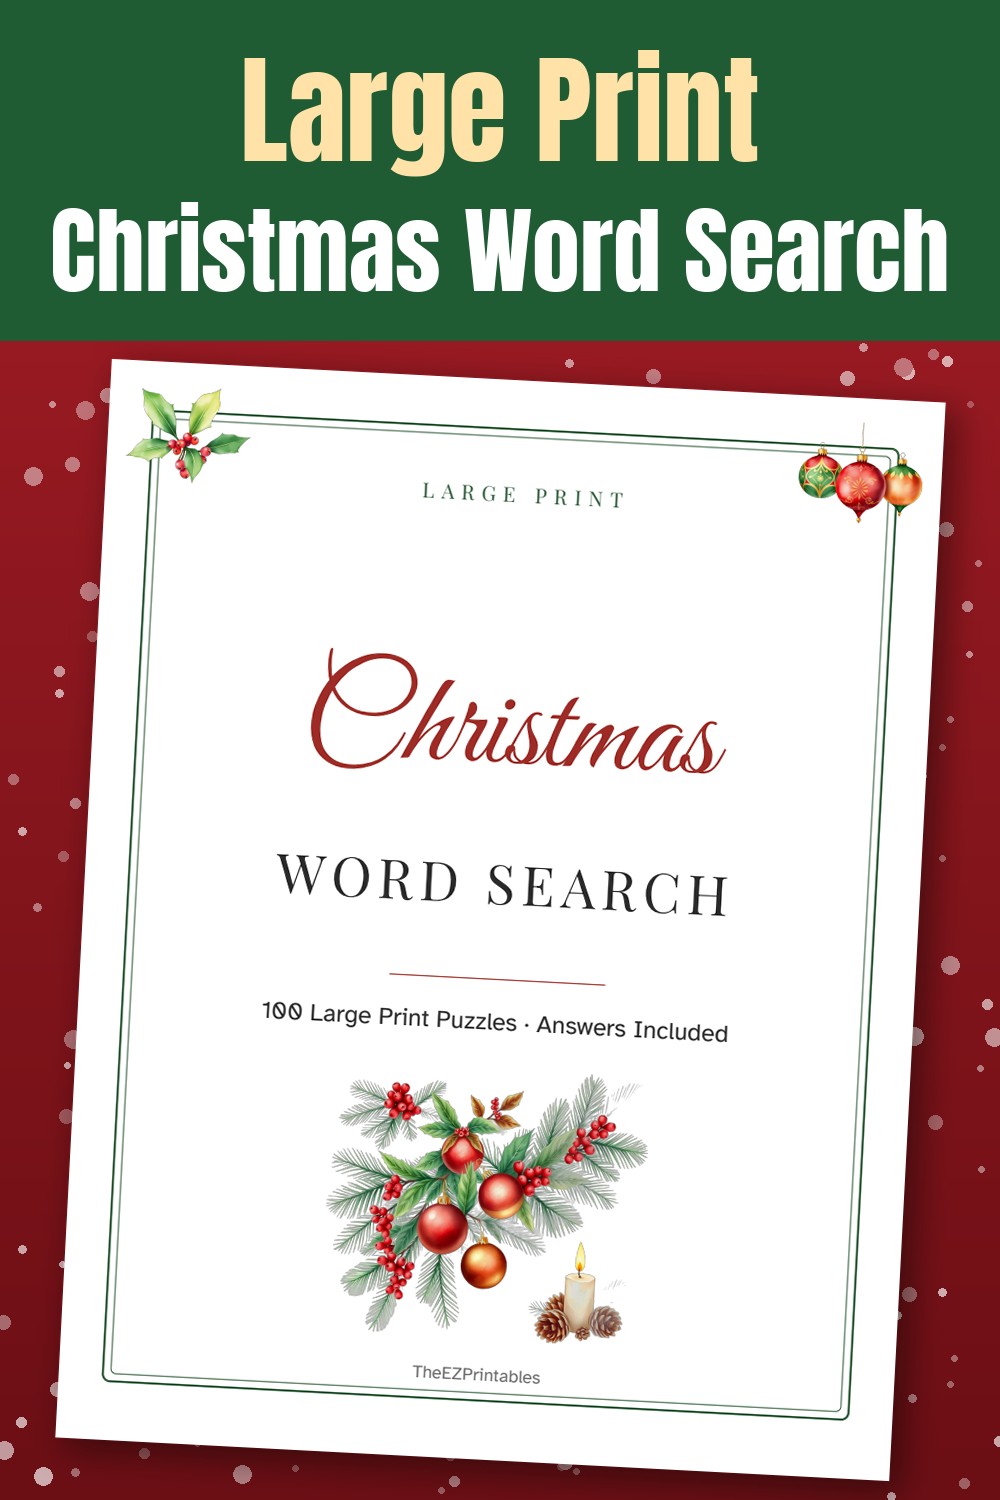 Large Print
Christmas Word Search
LARGE PRINT
Christmas
WORD SEARCH
100 Large Print Puzzles · Answers Included
TheEZPrintables